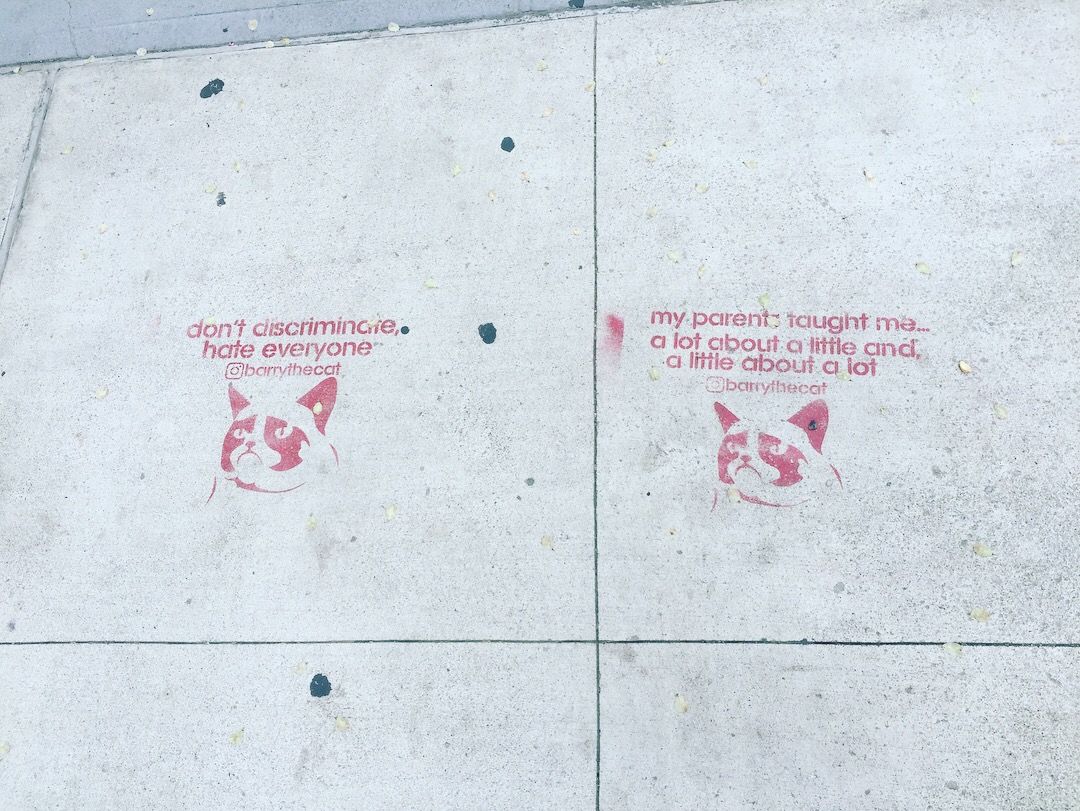 don't discriminate,
hate everyone
barrythecat
my parents taught me...
a lot about a little and,
a little about a lot
barrythecat